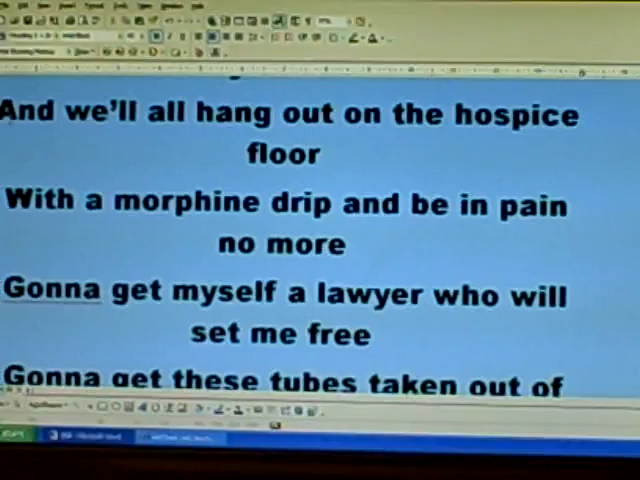 And we'll all hang out on the hospice
floor
With a morphine drip and be in pain
no more
Gonna get myself a lawyer who will
set me free
Gonna get these tubes taken out of